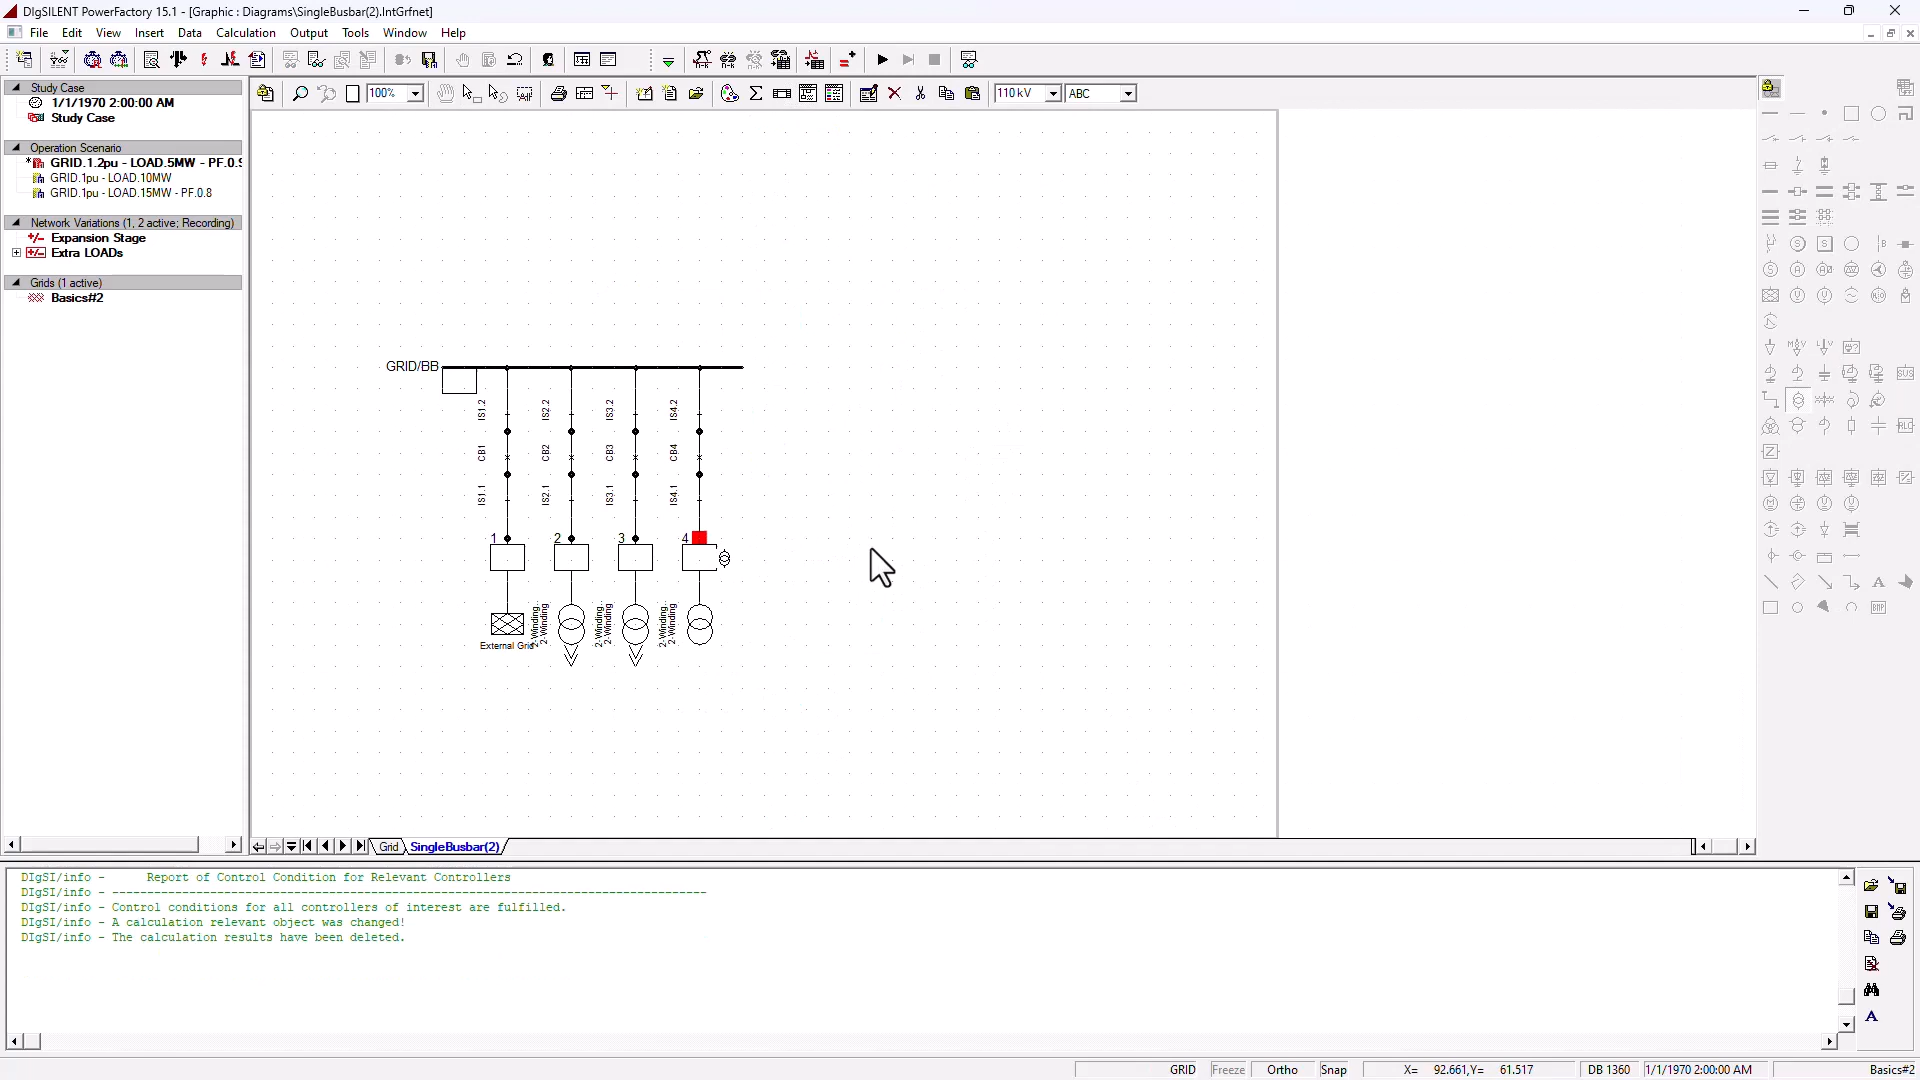 DIgSILENT PowerFactory 15.1 - [Graphic : Diagrams\SingleBusbar(2).IntGrfnet]
File Edit View Insert Data Calculation Output Tools Window Help
100%
110 kV
ABC
Study Case
1/1/1970 2:00:00 AM
Study Case
Operation Scenario
GRID.1.2pu - LOAD.5MW - PF.0.9
GRID.1pu - LOAD.10MW
GRID.1pu - LOAD.15MW - PF.0.8
Network Variations (1, 2 active; Recording)
Expansion Stage
Extra LOADs
Grids (1 active)
Basics#2
GRID/BB
IS1.2 IS2.2 IS3.2 IS4.2
CB1 CB2 CB3 CB4
IS1.1 IS2.1 IS3.1 IS4.1
1 2 3 4
2-Winding.. 2-Winding.. 2-Winding..
2-Winding 2-Winding 2-Winding
External Grid
Grid SingleBusbar(2)
DIgSI/info - Report of Control Condition for Relevant Controllers
DIgSI/info - --------------------------------------------------------------------------------
DIgSI/info - Control conditions for all controllers of interest are fulfilled.
DIgSI/info - A calculation relevant object was changed!
DIgSI/info - The calculation results have been deleted.
GRID Freeze Ortho Snap X= 92.661,Y= 61.517 DB 1360 1/1/1970 2:00:00 AM Basics#2